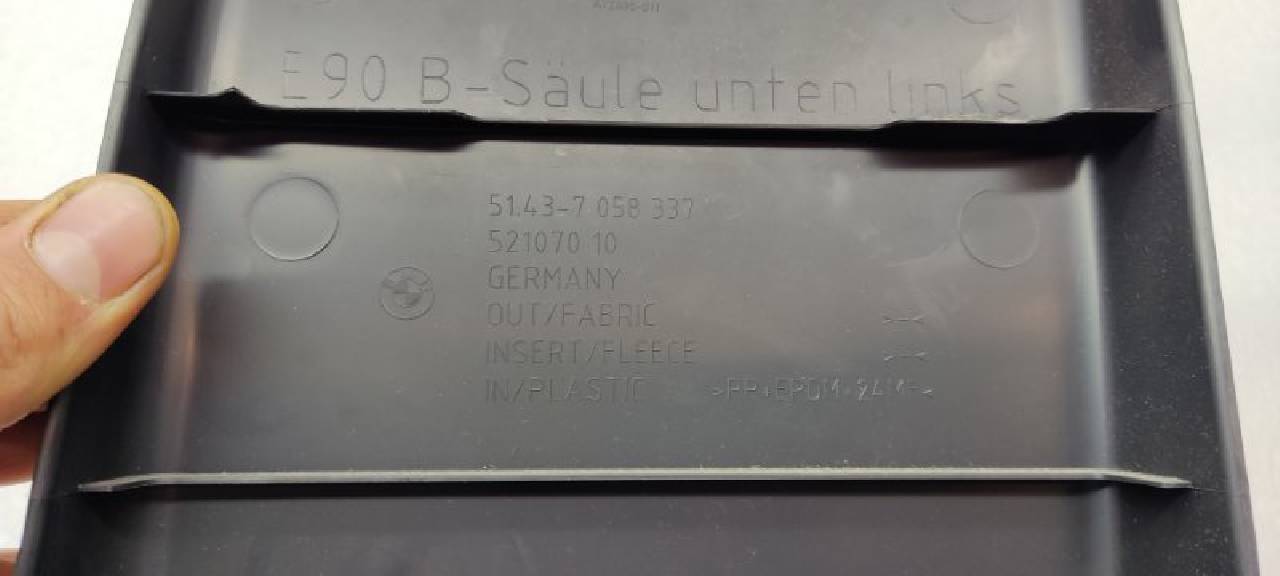 E90 B-Säule unten links
51.43-7 058 337
521070 10
GERMANY
OUT/FABRIC
INSERT/FLEECE
IN/PLASTIC